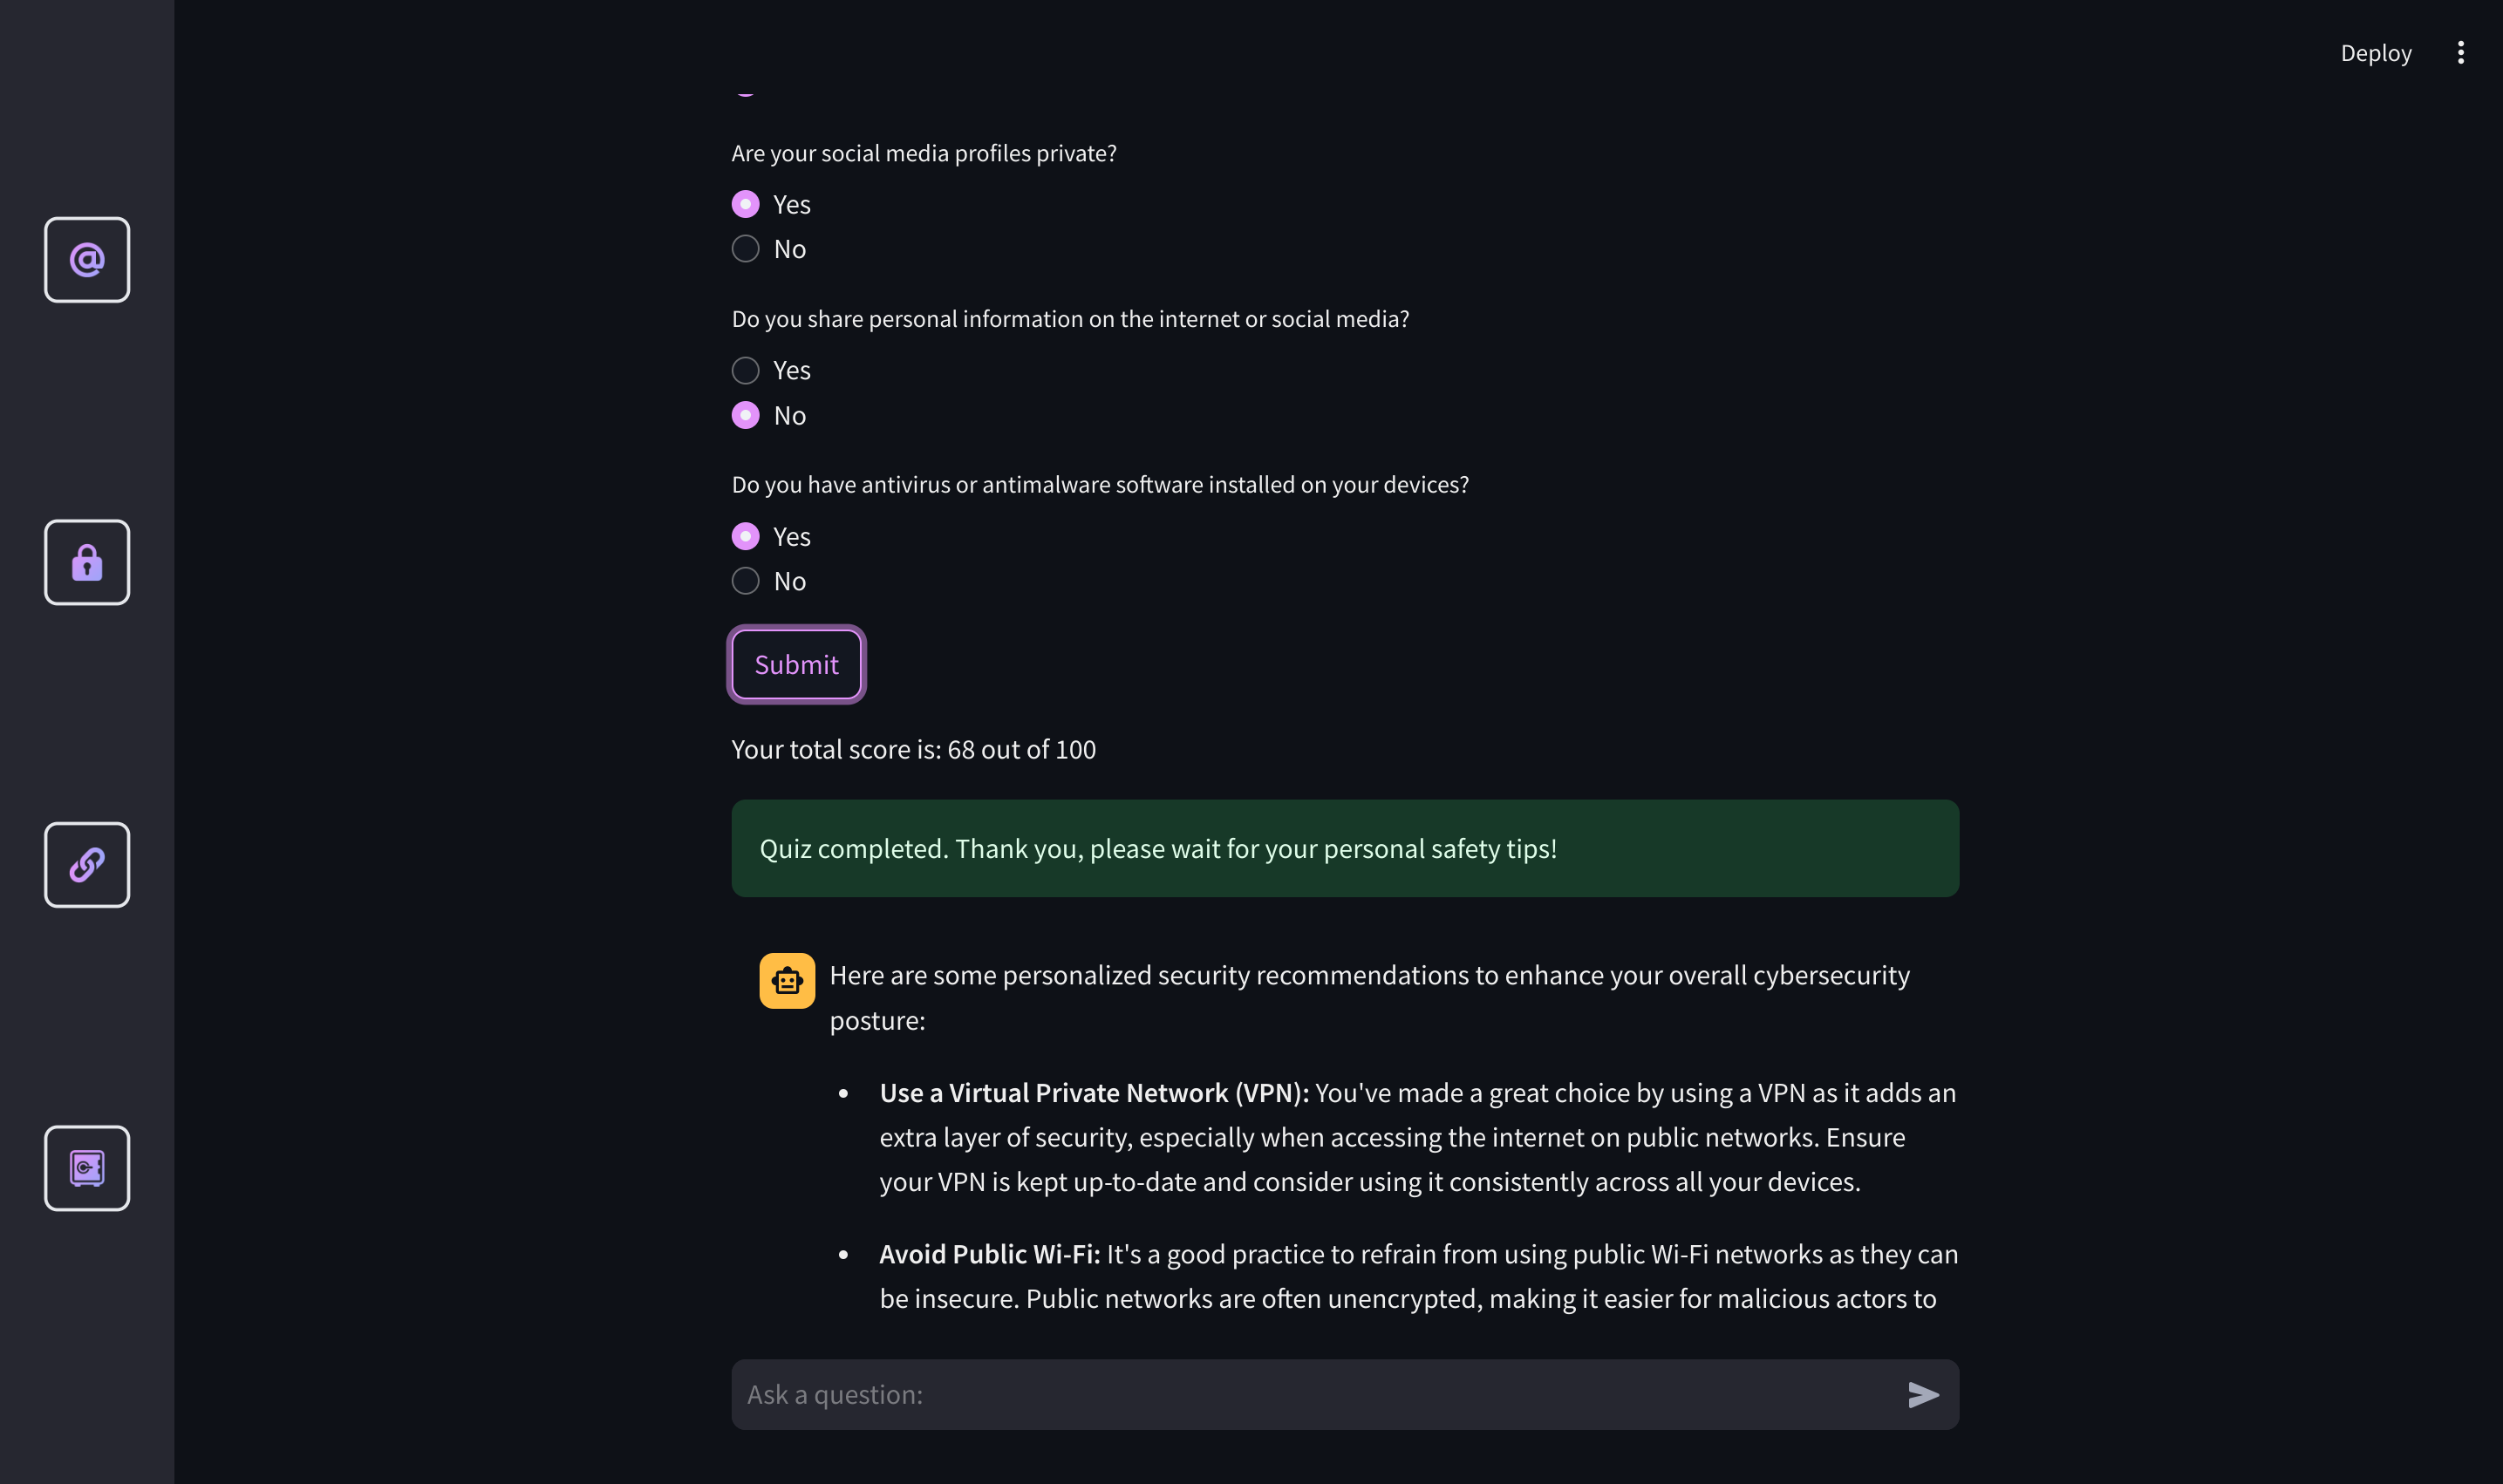 Deploy
Are your social media profiles private?
Yes
No
Do you share personal information on the internet or social media?
Yes
No
Do you have antivirus or antimalware software installed on your devices?
Yes
No
Submit
Your total score is: 68 out of 100
Quiz completed. Thank you, please wait for your personal safety tips!
Here are some personalized security recommendations to enhance your overall cybersecurity
posture:
• Use a Virtual Private Network (VPN): You've made a great choice by using a VPN as it adds an
extra layer of security, especially when accessing the internet on public networks. Ensure
your VPN is kept up-to-date and consider using it consistently across all your devices.
• Avoid Public Wi-Fi: It's a good practice to refrain from using public Wi-Fi networks as they can
be insecure. Public networks are often unencrypted, making it easier for malicious actors to
Ask a question: